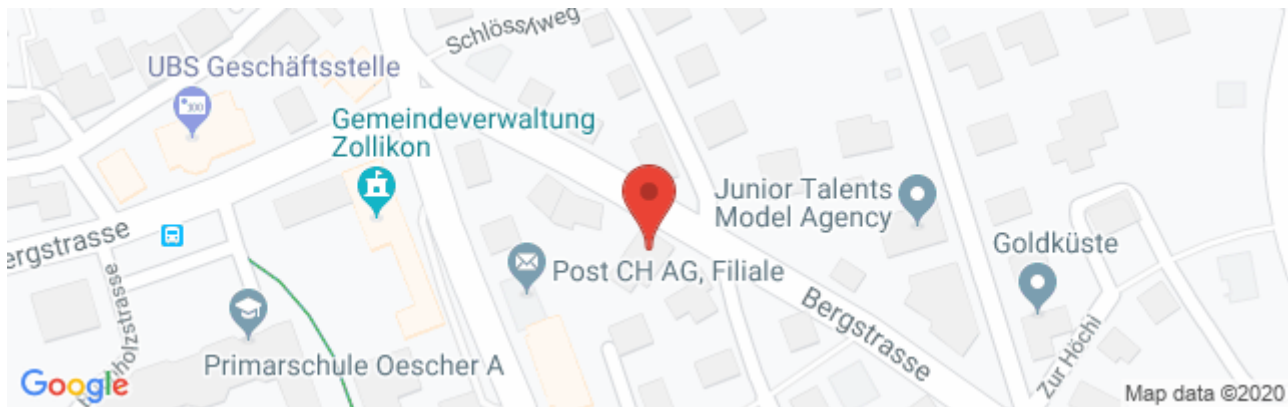 Schlössliweg
UBS Geschäftsstelle
Gemeindeverwaltung
Zollikon
Junior Talents
Model Agency
ergstrasse
Goldküste
Post CH AG, Filiale
Bergstrasse
Primarschule Oescher A
Zur Höchi
Google
Map data ©2020